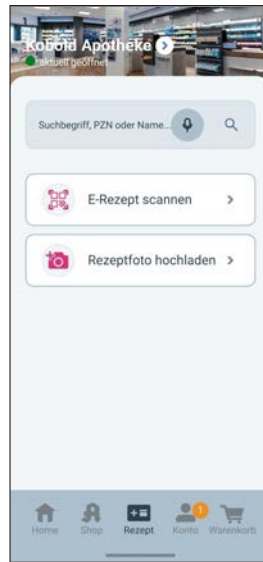 Kobold Apotheke
aktuell geöffnet
Suchbegriff, PZN oder Name...
E-Rezept scannen
Rezeptfoto hochladen
1
Home Shop Rezept Konto Warenkorb